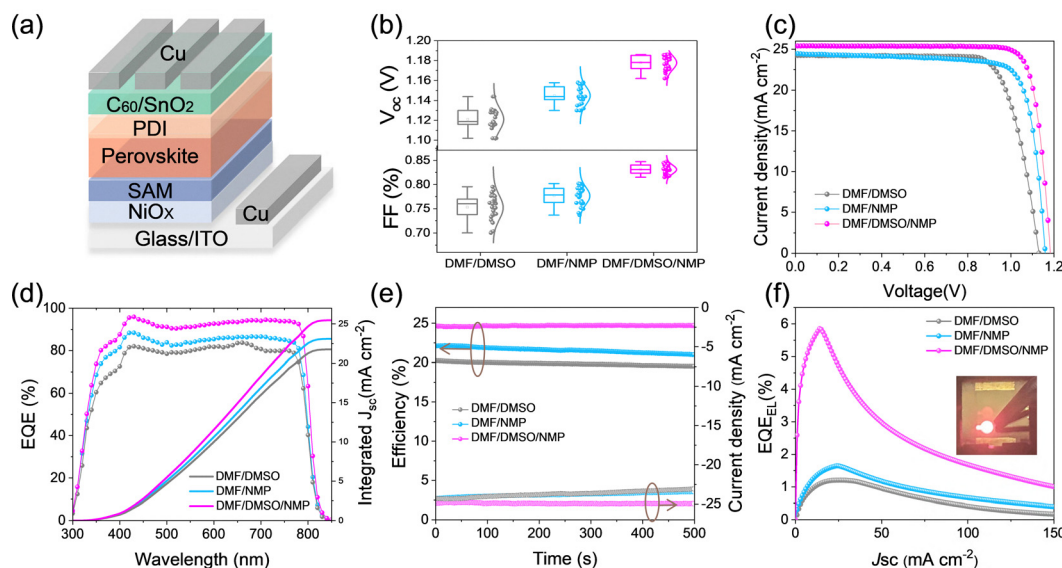 (a)
Cu
C60/SnO2
PDI
Perovskite
SAM
NiOx
Cu
Glass/ITO
(b)
1.20
1.18
1.16
1.14
1.12
1.10
Voc (V)
0.85
0.80
0.75
0.70
FF (%)
DMF/DMSO DMF/NMP DMF/DMSO/NMP
(c)
25
20
15
10
5
0
Current density(mA cm-2)
DMF/DMSO
DMF/NMP
DMF/DMSO/NMP
0.0 0.2 0.4 0.6 0.8 1.0 1.2
Voltage(V)
(d)
100
80
60
40
20
0
EQE (%)
DMF/DMSO
DMF/NMP
DMF/DMSO/NMP
25
20
15
10
5
0
Integrated Jsc(mA cm-2)
300 400 500 600 700 800
Wavelength (nm)
(e)
25
20
15
10
5
0
Efficiency (%)
DMF/DMSO
DMF/NMP
DMF/DMSO/NMP
0
-5
-10
-15
-20
-25
Current density (mA cm-2)
0 100 200 300 400 500
Time (s)
(f)
6
5
4
3
2
1
0
EQEEL(%)
DMF/DMSO
DMF/NMP
DMF/DMSO/NMP
0 50 100 150
Jsc (mA cm-2)